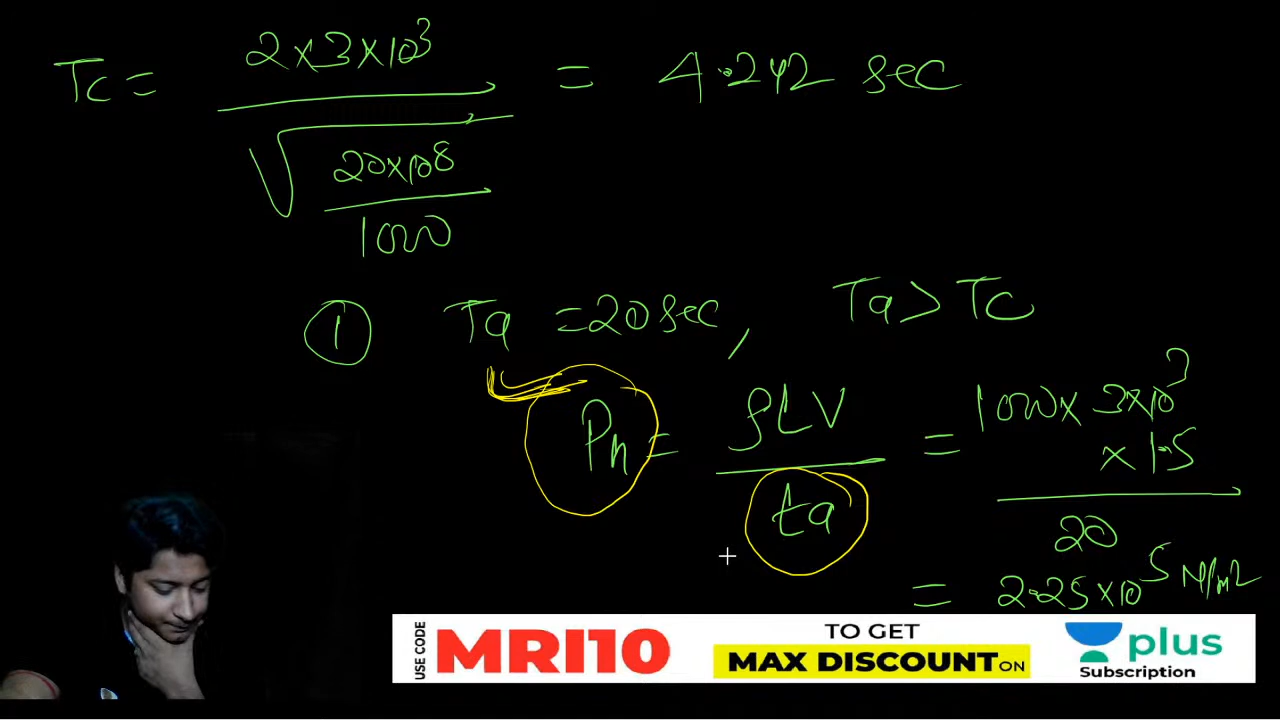 Tc = 2×3×10³ / √(20×10⁸ / 1000) = 4.242 sec
① Ta = 20 sec, Ta > Tc
Pn = ρLV / ta = 1000 × 3×10³ × 1.5 / 20
= 2.25×10⁵ N/m2
USE CODE MRI10
TO GET
MAX DISCOUNT ON
plus
Subscription